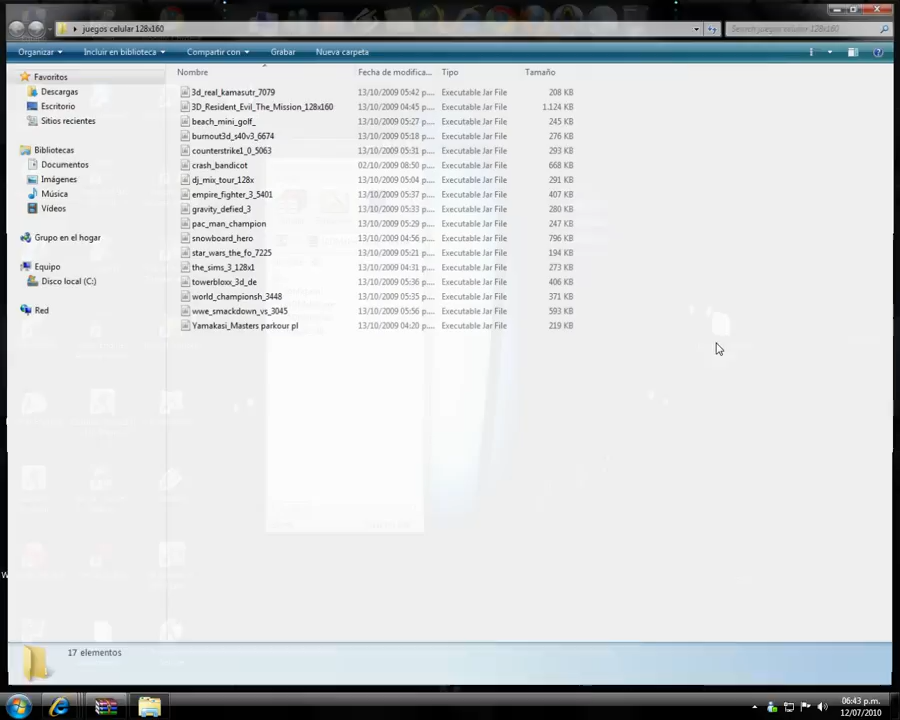 juegos celular 128x160
Search juegos celular 128x160
Organizar Incluir en biblioteca Compartir con Grabar Nueva carpeta
Nombre Fecha de modifica... Tipo Tamaño
Favoritos
Descargas
Escritorio
Sitios recientes
Bibliotecas
Documentos
Imágenes
Música
Vídeos
Grupo en el hogar
Equipo
Disco local (C:)
Red
3d_real_kamasutr_7079 13/10/2009 05:42 p.... Executable Jar File 208 KB
3D_Resident_Evil_The_Mission_128x160 13/10/2009 04:45 p.... Executable Jar File 1.124 KB
beach_mini_golf_ 13/10/2009 05:27 p.... Executable Jar File 245 KB
burnout3d_s40v3_6674 13/10/2009 05:18 p.... Executable Jar File 276 KB
counterstrike1_0_5063 13/10/2009 05:31 p.... Executable Jar File 293 KB
crash_bandicot 02/10/2009 08:50 p.... Executable Jar File 668 KB
dj_mix_tour_128x 13/10/2009 05:04 p.... Executable Jar File 291 KB
empire_fighter_3_5401 13/10/2009 05:37 p.... Executable Jar File 407 KB
gravity_defied_3 13/10/2009 05:33 p.... Executable Jar File 280 KB
pac_man_champion 13/10/2009 05:29 p.... Executable Jar File 247 KB
snowboard_hero 13/10/2009 04:56 p.... Executable Jar File 796 KB
star_wars_the_fo_7225 13/10/2009 05:21 p.... Executable Jar File 194 KB
the_sims_3_128x1 13/10/2009 04:31 p.... Executable Jar File 273 KB
towerbloxx_3d_de 13/10/2009 05:36 p.... Executable Jar File 406 KB
world_championsh_3448 13/10/2009 05:35 p.... Executable Jar File 371 KB
wwe_smackdown_vs_3045 13/10/2009 05:56 p.... Executable Jar File 593 KB
Yamakasi_Masters parkour pl 13/10/2009 04:20 p.... Executable Jar File 219 KB
17 elementos
06:43 p.m.
12/07/2010